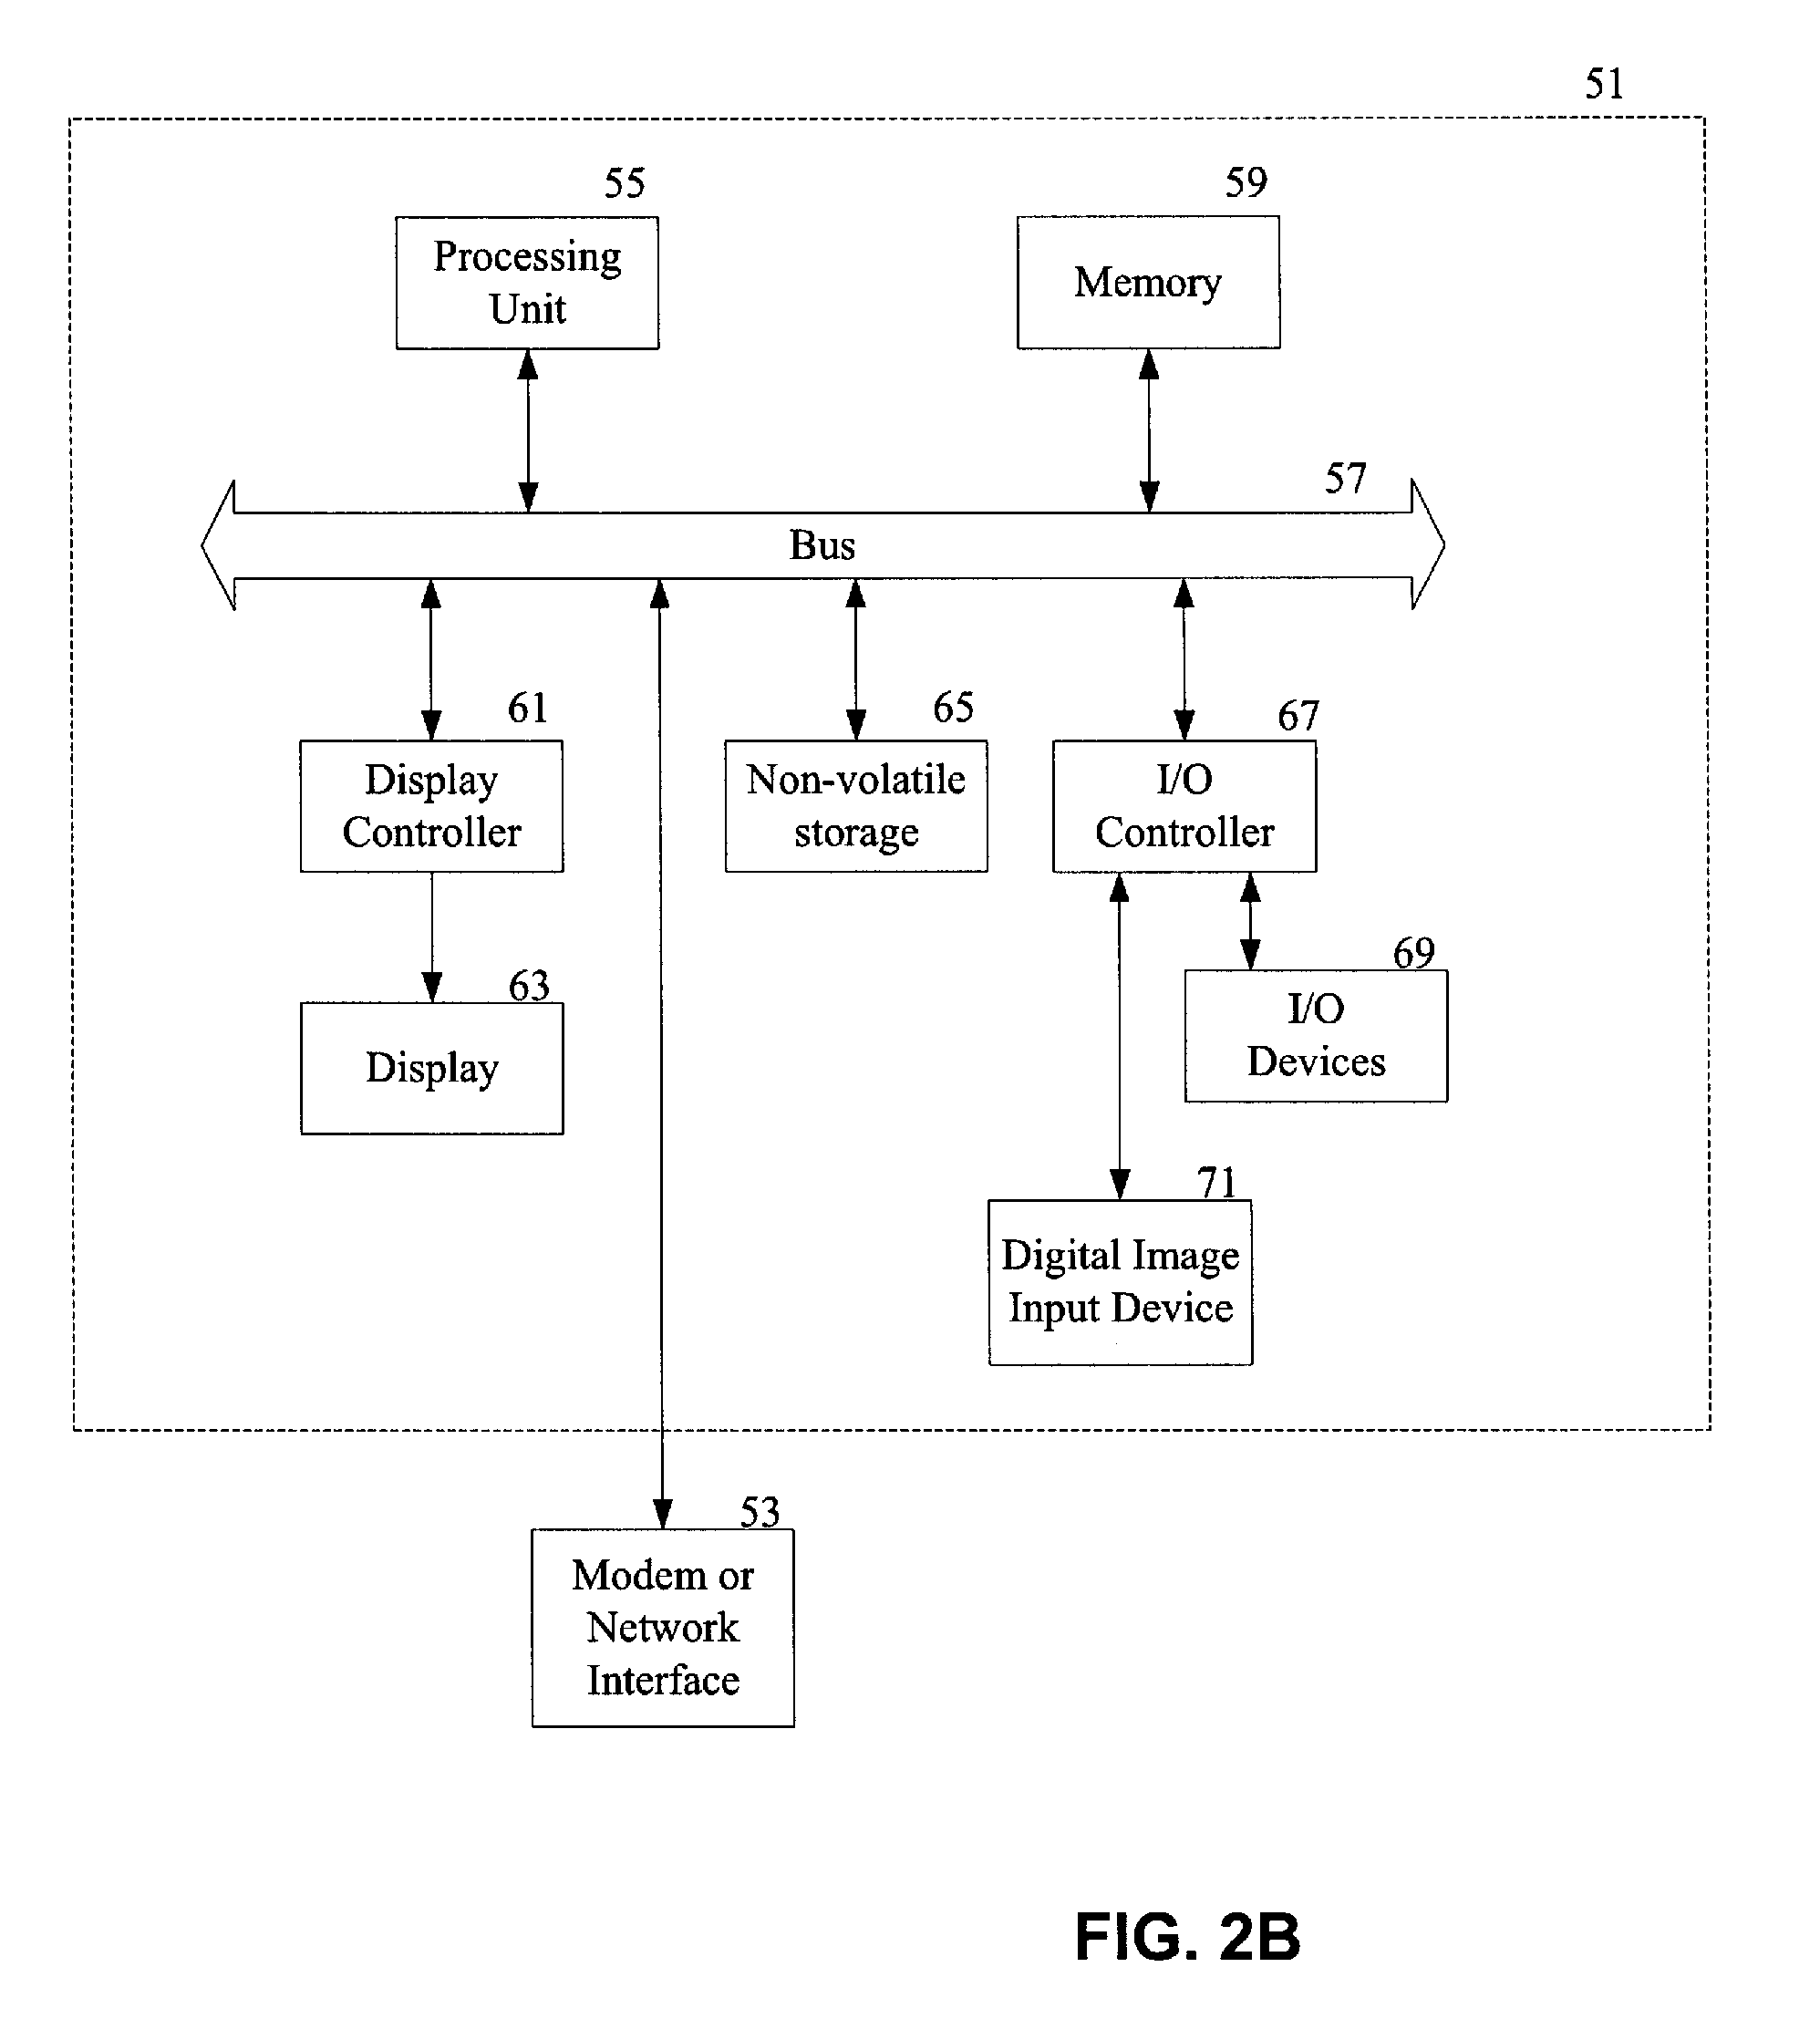 51
55
59
Processing
Unit
Memory
57
Bus
61
65
67
Display
Controller
Non-volatile
storage
I/O
Controller
63
69
Display
I/O
Devices
71
Digital Image
Input Device
53
Modem or
Network
Interface
FIG. 2B